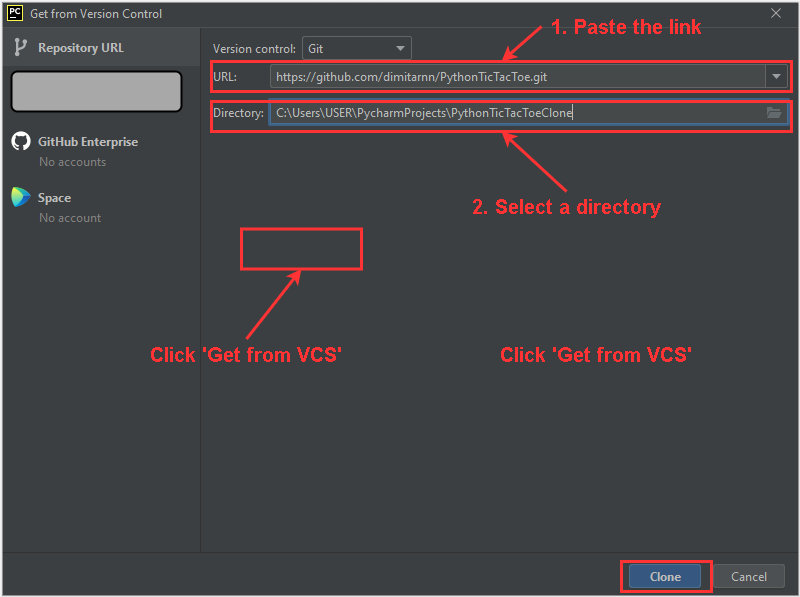 PC Get from Version Control
Repository URL
GitHub Enterprise
No accounts
Space
No account
Version control: Git
1. Paste the link
URL: https://github.com/dimitarnn/PythonTicTacToe.git
Directory: C:\Users\USER\PycharmProjects\PythonTicTacToeClone
2. Select a directory
Click 'Get from VCS'
Click 'Get from VCS'
Clone
Cancel